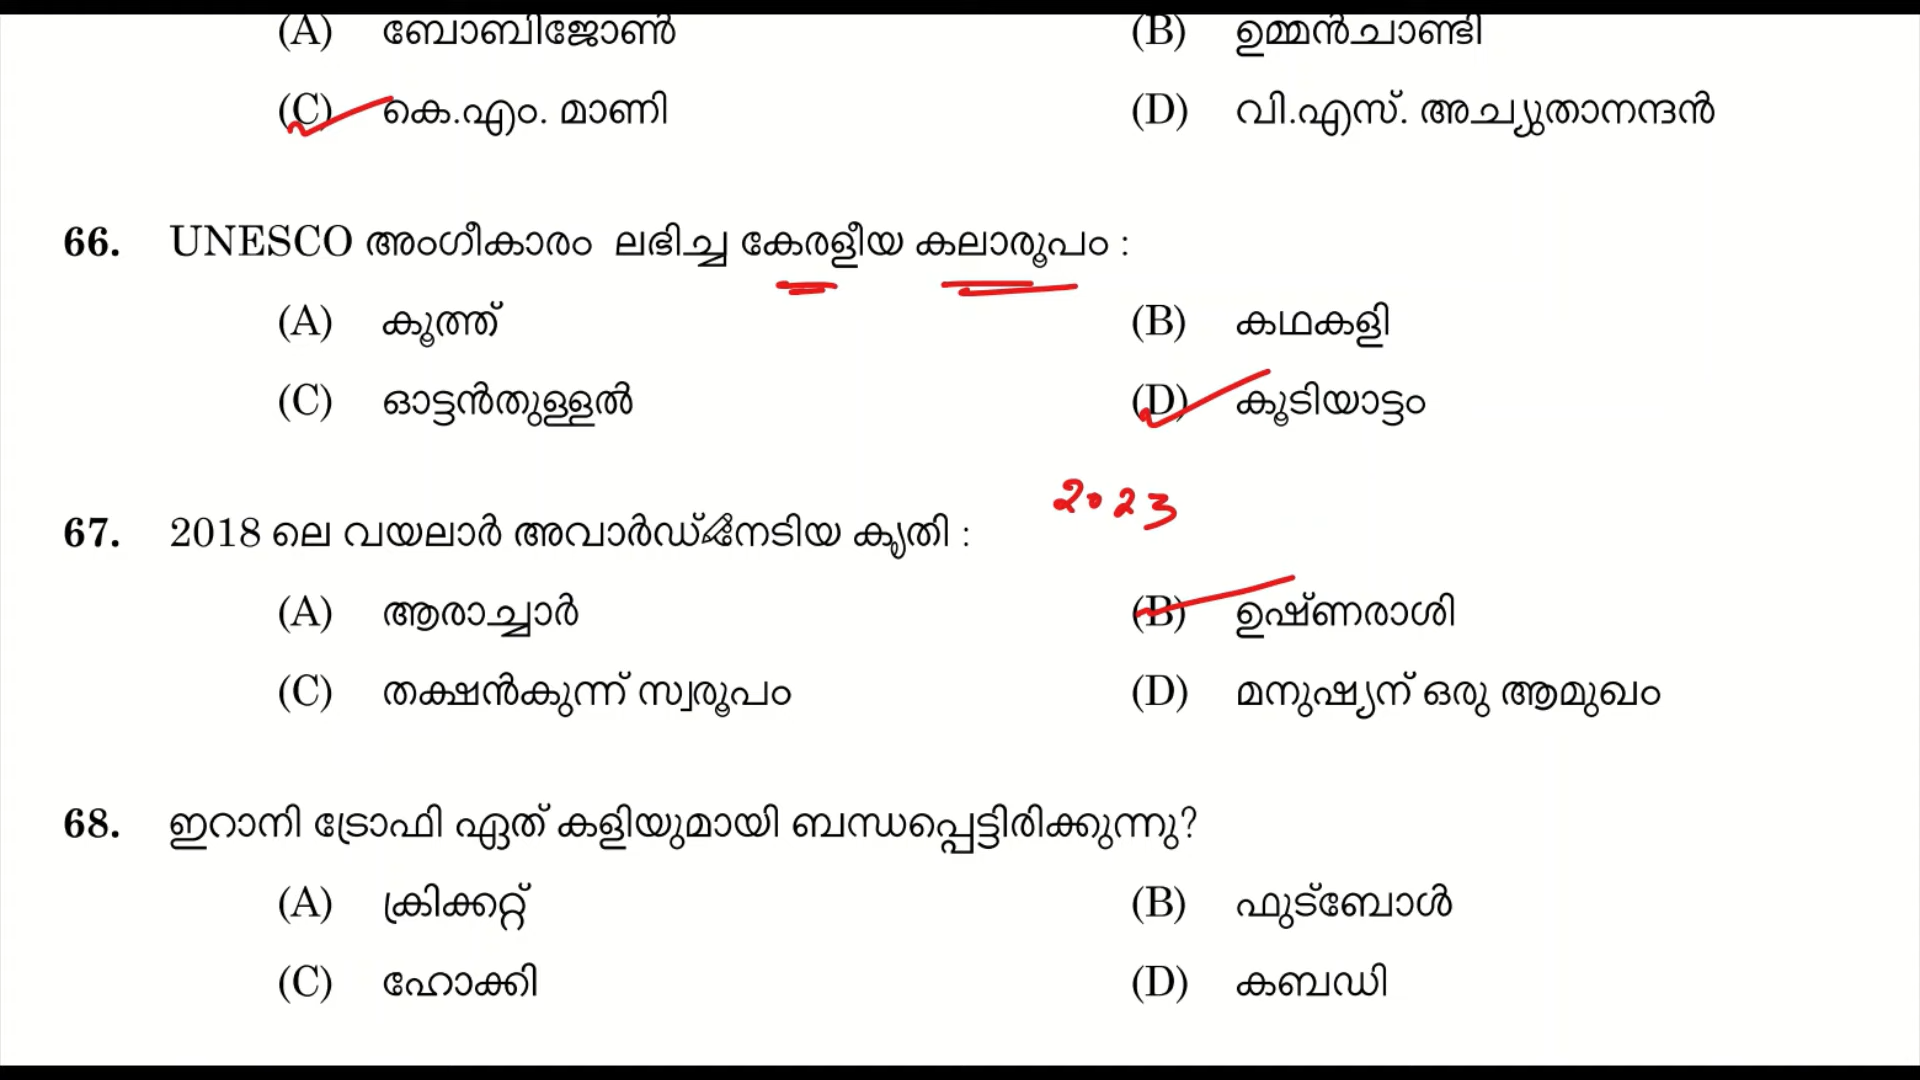 (A) ബോബിജോൺ (B) ഉമ്മൻചാണ്ടി
(C) കെ.എം. മാണി (D) വി.എസ്. അച്യുതാനന്ദൻ
66. UNESCO അംഗീകാരം ലഭിച്ച കേരളീയ കലാരൂപം :
(A) കൂത്ത് (B) കഥകളി
(C) ഓട്ടൻതുള്ളൽ (D) കൂടിയാട്ടം
2023
67. 2018 ലെ വയലാർ അവാർഡ് നേടിയ കൃതി :
(A) ആരാച്ചാർ (B) ഉഷ്ണരാശി
(C) തക്ഷൻകുന്ന് സ്വരൂപം (D) മനുഷ്യന് ഒരു ആമുഖം
68. ഇറാനി ട്രോഫി ഏത് കളിയുമായി ബന്ധപ്പെട്ടിരിക്കുന്നു?
(A) ക്രിക്കറ്റ് (B) ഫുട്ബോൾ
(C) ഹോക്കി (D) കബഡി